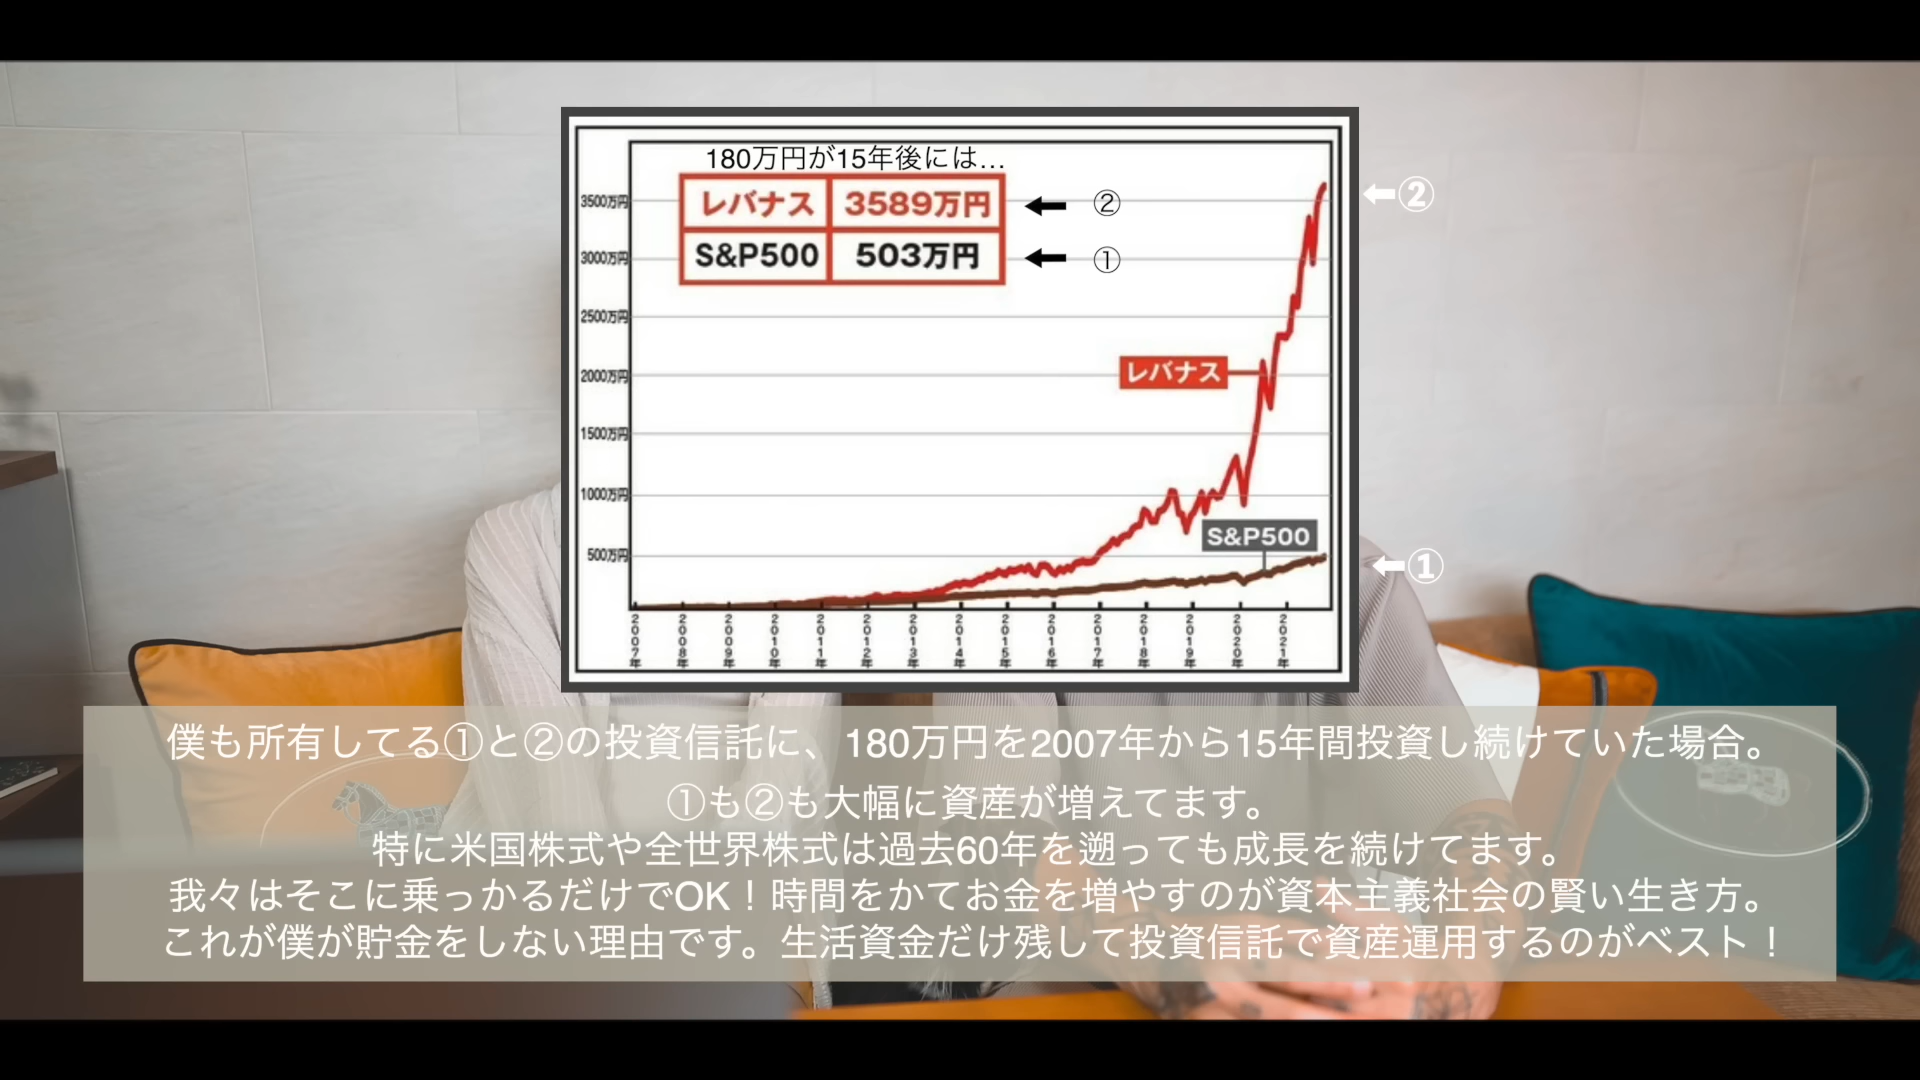 180万円が15年後には…
レバナス 3589万円 ← ②
S&P500 503万円 ← ①
←②
3500万円
3000万円
2500万円
2000万円
1500万円
1000万円
500万円
レバナス
S&P500
←①
2007年 2008年 2009年 2010年 2011年 2012年 2013年 2014年 2015年 2016年 2017年 2018年 2019年 2020年 2021年
僕も所有してる①と②の投資信託に、180万円を2007年から15年間投資し続けていた場合。
①も②も大幅に資産が増えてます。
特に米国株式や全世界株式は過去60年を遡っても成長を続けてます。
我々はそこに乗っかるだけでOK！時間をかてお金を増やすのが資本主義社会の賢い生き方。
これが僕が貯金をしない理由です。生活資金だけ残して投資信託で資産運用するのがベスト！